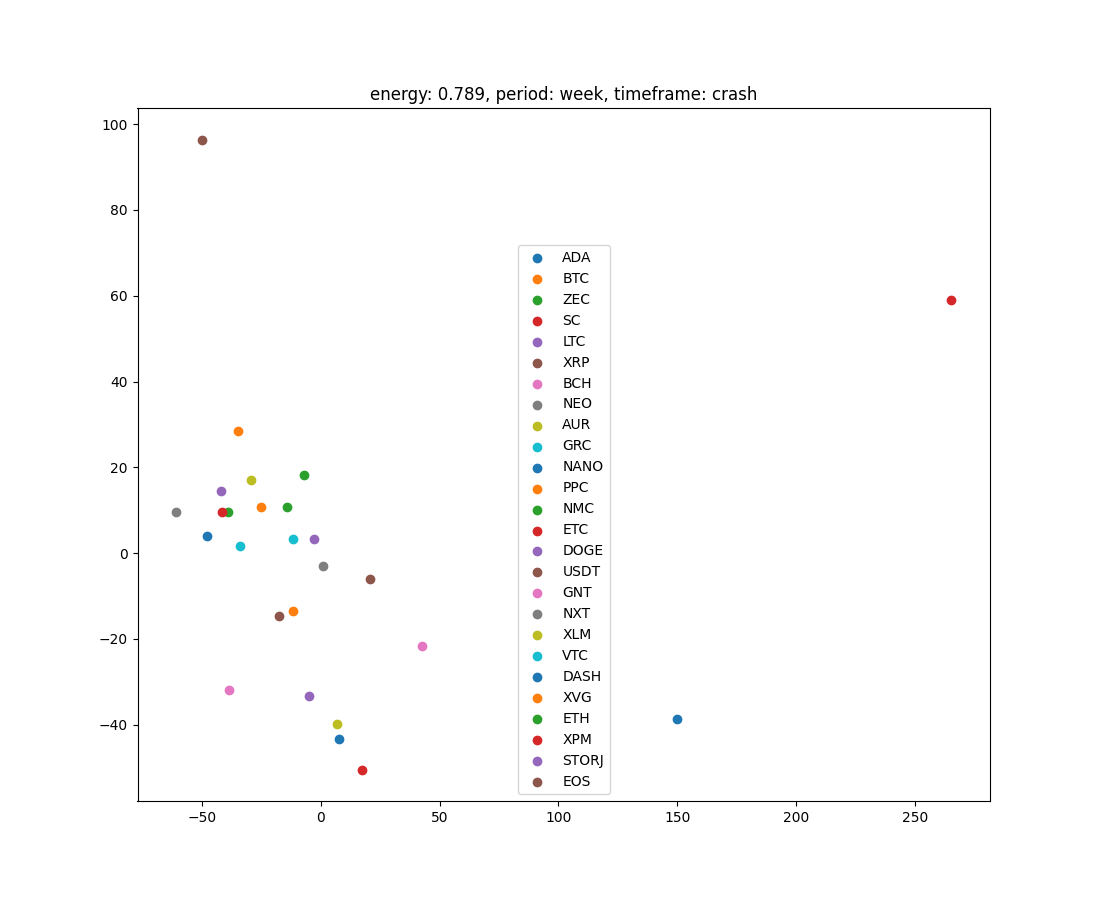 energy: 0.789, period: week, timeframe: crash
100
80
60
40
20
0
−20
−40
ADA
BTC
ZEC
SC
LTC
XRP
BCH
NEO
AUR
GRC
NANO
PPC
NMC
ETC
DOGE
USDT
GNT
NXT
XLM
VTC
DASH
XVG
ETH
XPM
STORJ
EOS
−50 0 50 100 150 200 250